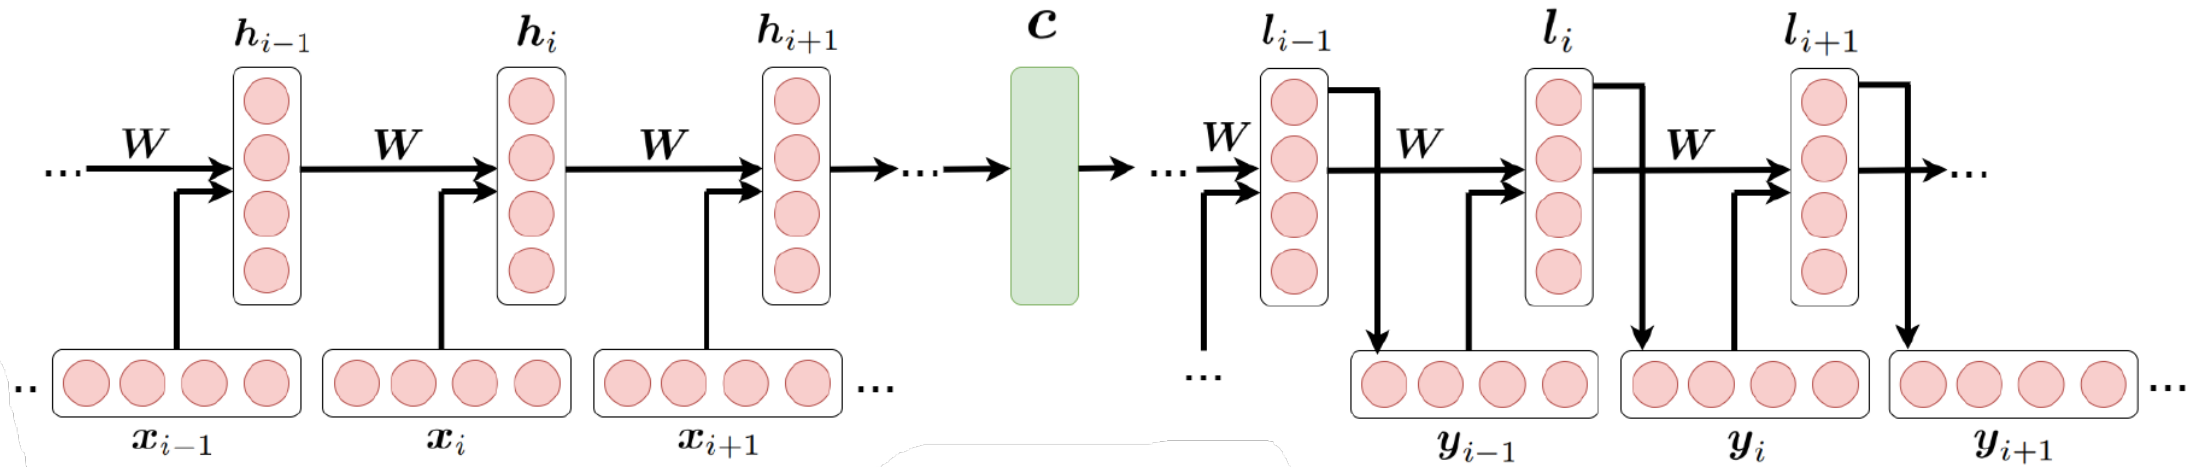 h_{i-1} h_i h_{i+1} c l_{i-1} l_i l_{i+1}
W W W W W W
... ... ... ...
...
.. ... ...
x_{i-1} x_i x_{i+1} y_{i-1} y_i y_{i+1}